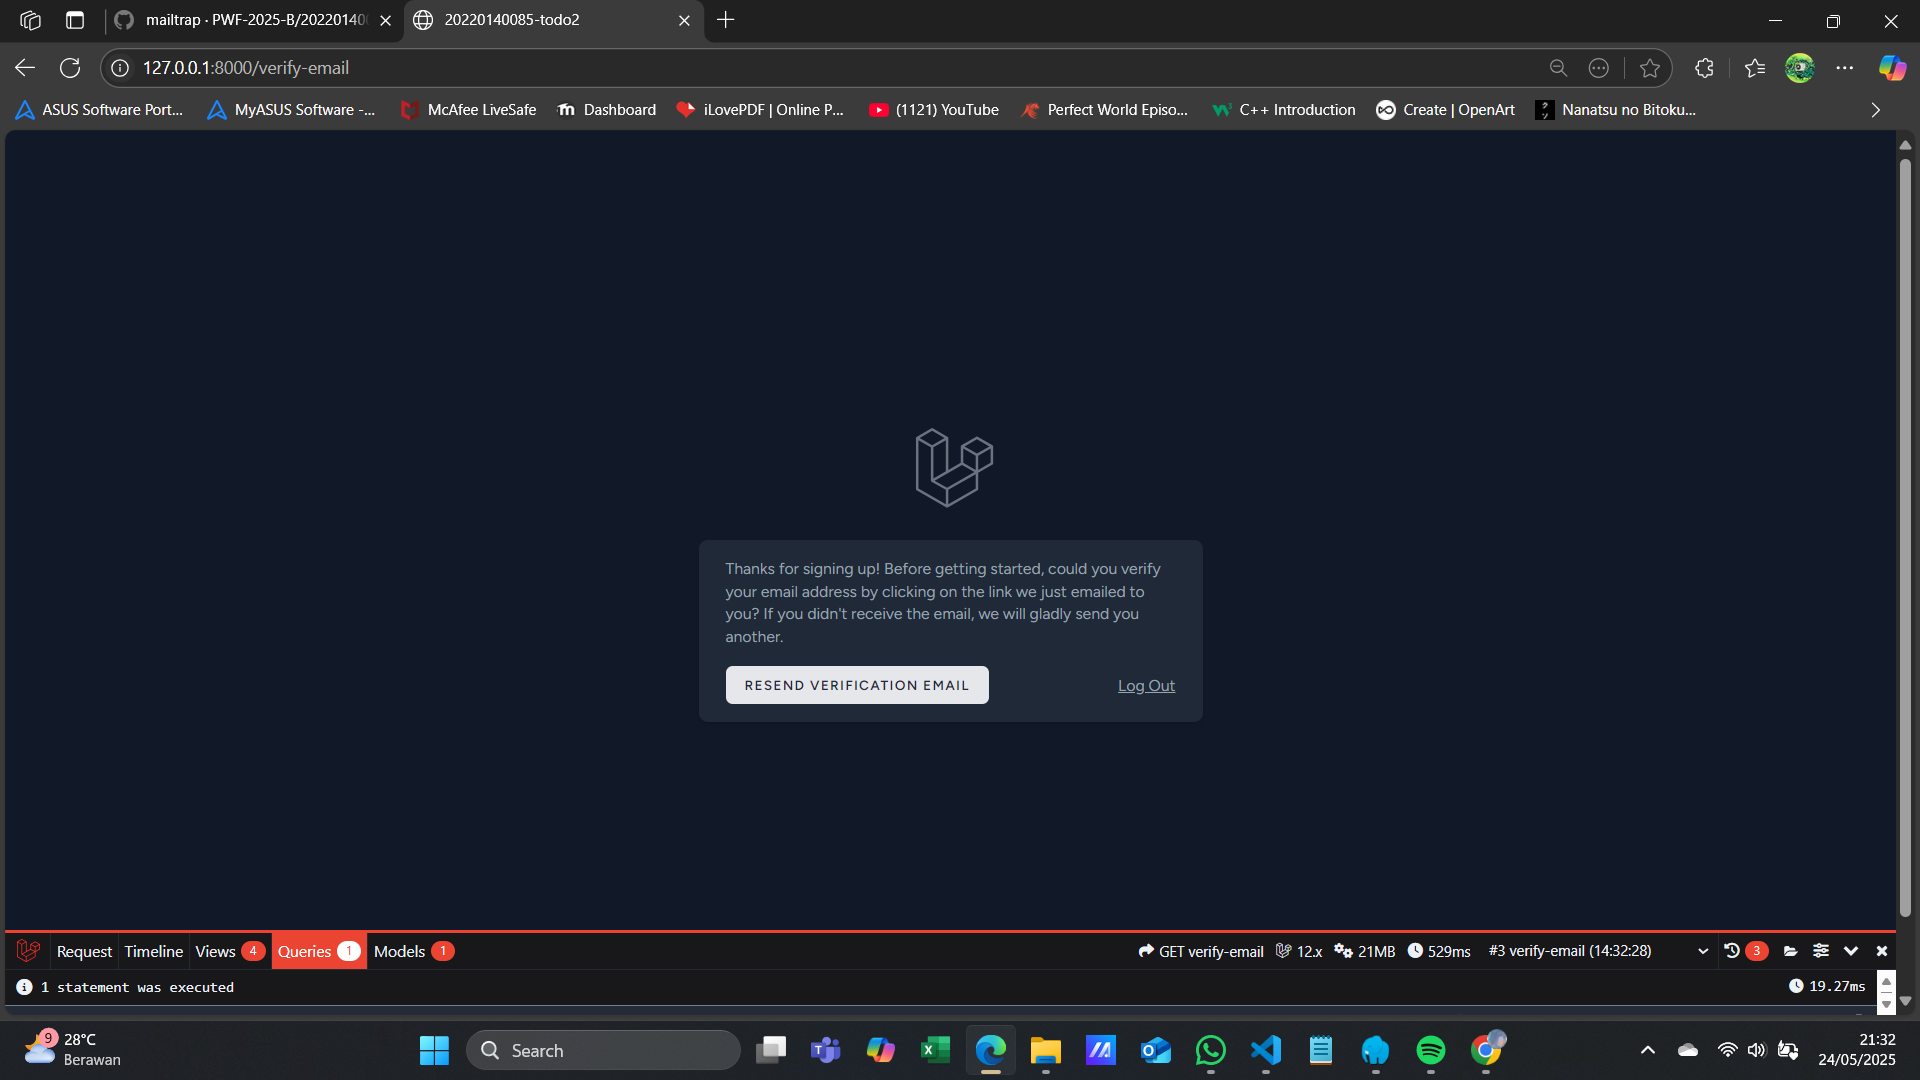 mailtrap · PWF-2025-B/20220140
20220140085-todo2
127.0.0.1:8000/verify-email
ASUS Software Port...
MyASUS Software -...
McAfee LiveSafe
Dashboard
iLovePDF | Online P...
(1121) YouTube
Perfect World Episo...
C++ Introduction
Create | OpenArt
Nanatsu no Bitoku...
Thanks for signing up! Before getting started, could you verify
your email address by clicking on the link we just emailed to
you? If you didn't receive the email, we will gladly send you
another.
RESEND VERIFICATION EMAIL
Log Out
Request
Timeline
Views 4
Queries 1
Models 1
GET verify-email
12.x
21MB
529ms
#3 verify-email (14:32:28)
3
1 statement was executed
19.27ms
9
28°C
Berawan
Search
21:32
24/05/2025